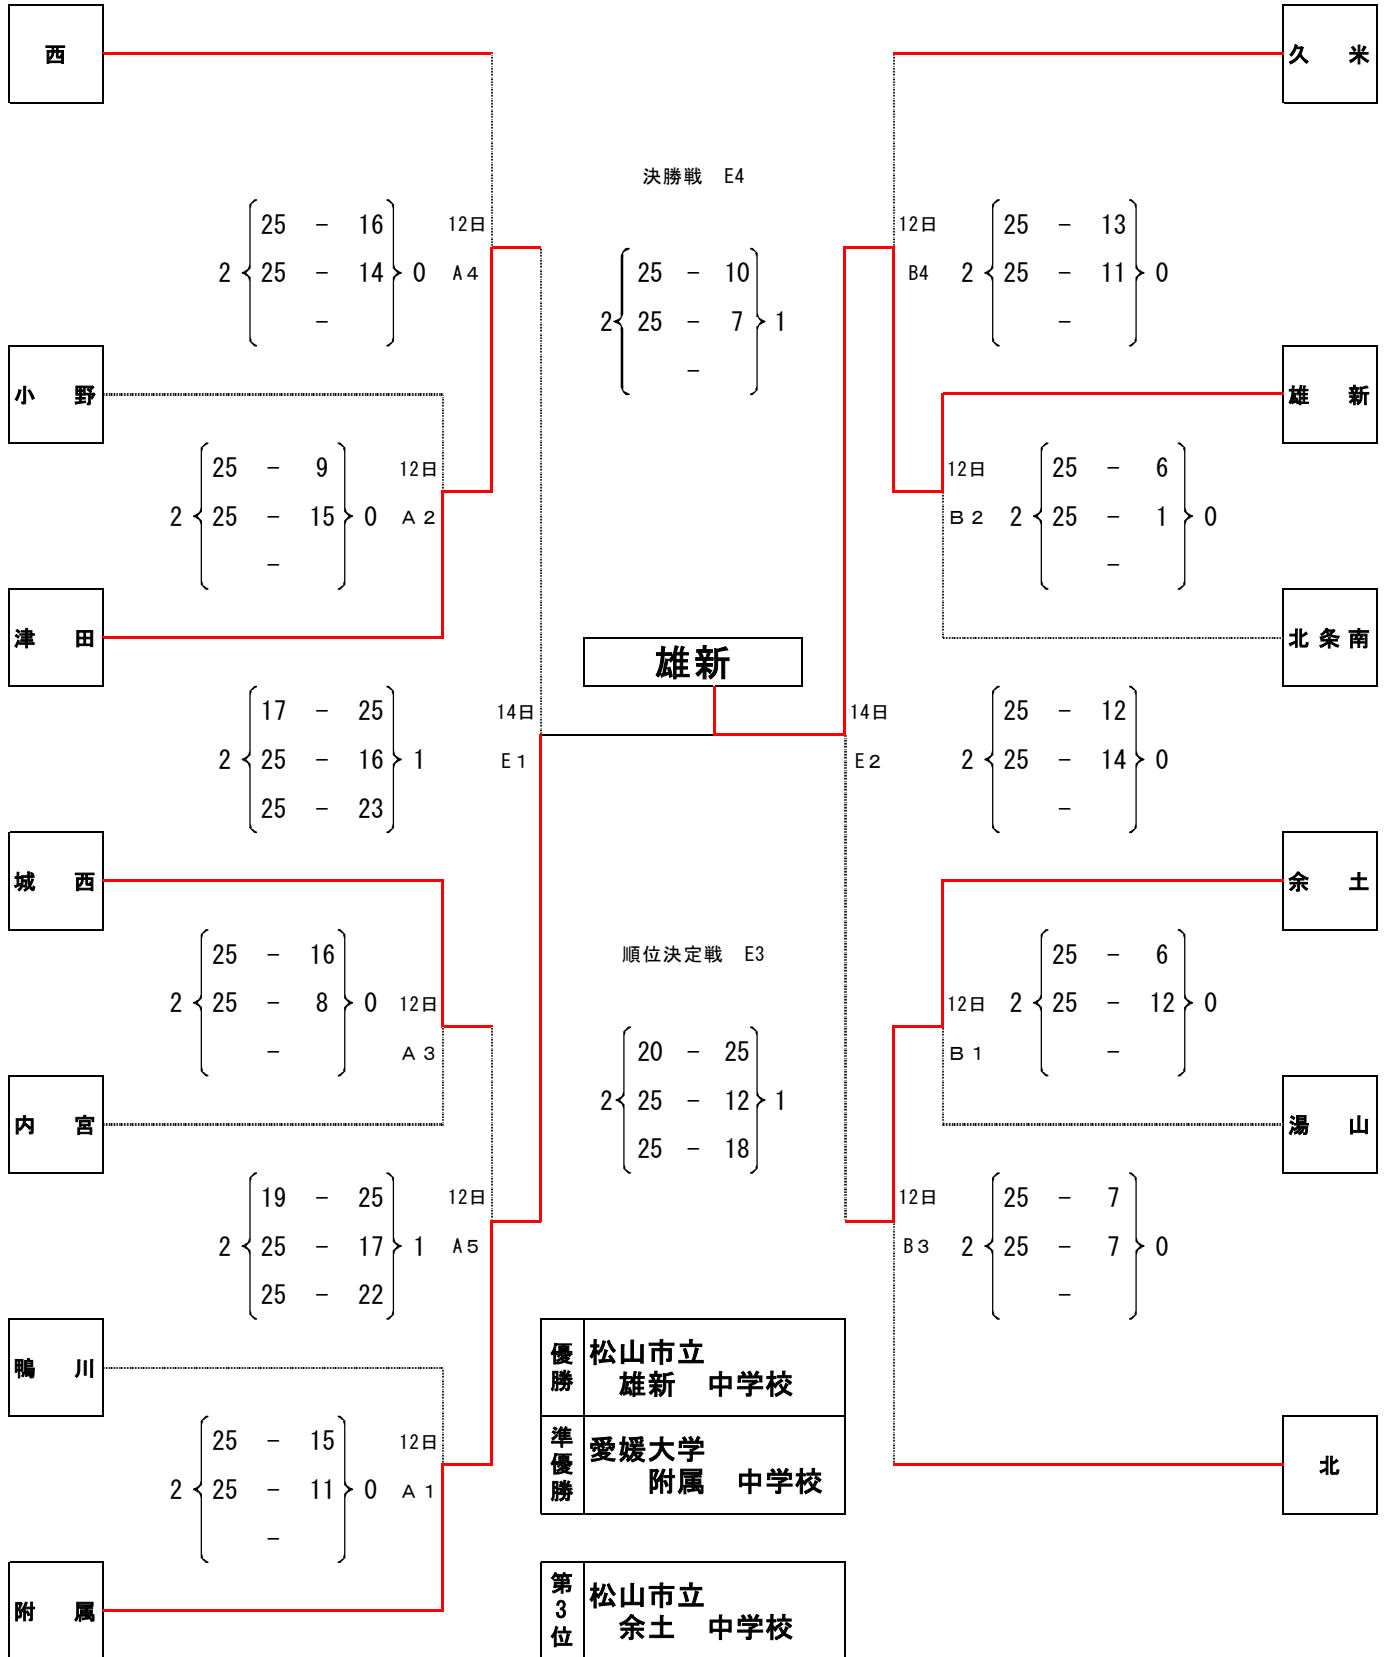 西
久 米
決勝戦 E4
25 - 16
12日
2 25 - 14 0 A4
-
12日
25 - 13
B4 2 25 - 11 0
-
25 - 10
2 25 - 7 1
-
小 野
雄 新
25 - 9 12日
2 25 - 15 0 A2
-
12日 25 - 6
B2 2 25 - 1 0
-
津 田
雄新
北条南
17 - 25 14日
2 25 - 16 1 E1
25 - 23
14日 25 - 12
E2 2 25 - 14 0
-
城 西
余 土
25 - 16
2 25 - 8 0 12日
- A3
順位決定戦 E3
20 - 25
2 25 - 12 1
25 - 18
25 - 6
12日 2 25 - 12 0
B1 -
内 宮
湯 山
19 - 25 12日
2 25 - 17 1 A5
25 - 22
12日 25 - 7
B3 2 25 - 7 0
-
鴨 川
優勝 松山市立
雄新 中学校
準優勝 愛媛大学
附属 中学校
北
25 - 15 12日
2 25 - 11 0 A1
-
附 属
第3位 松山市立
余土 中学校